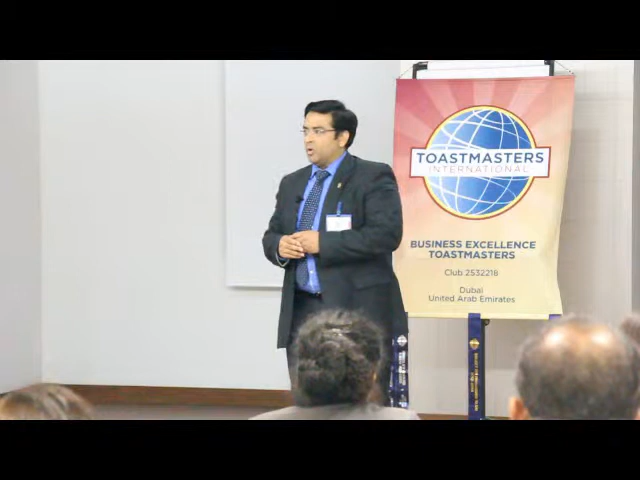 TOASTMASTERS
INTERNATIONAL
BUSINESS EXCELLENCE
TOASTMASTERS
Club 2532218
Dubai
United Arab Emirates